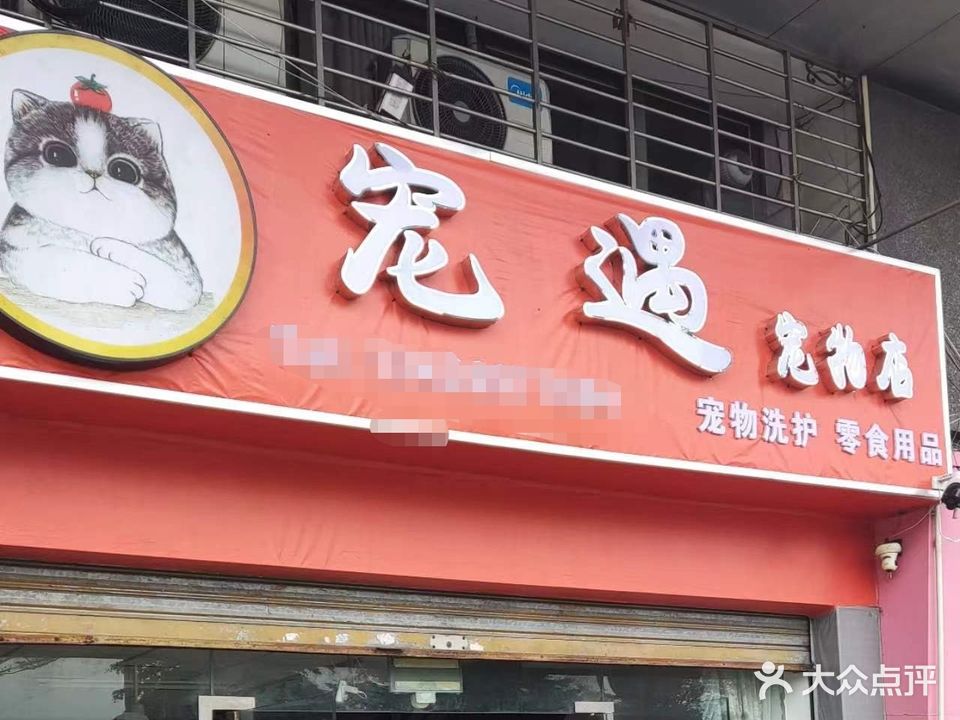 宠遇 宠物店
宠物洗护 零食用品
大众点评